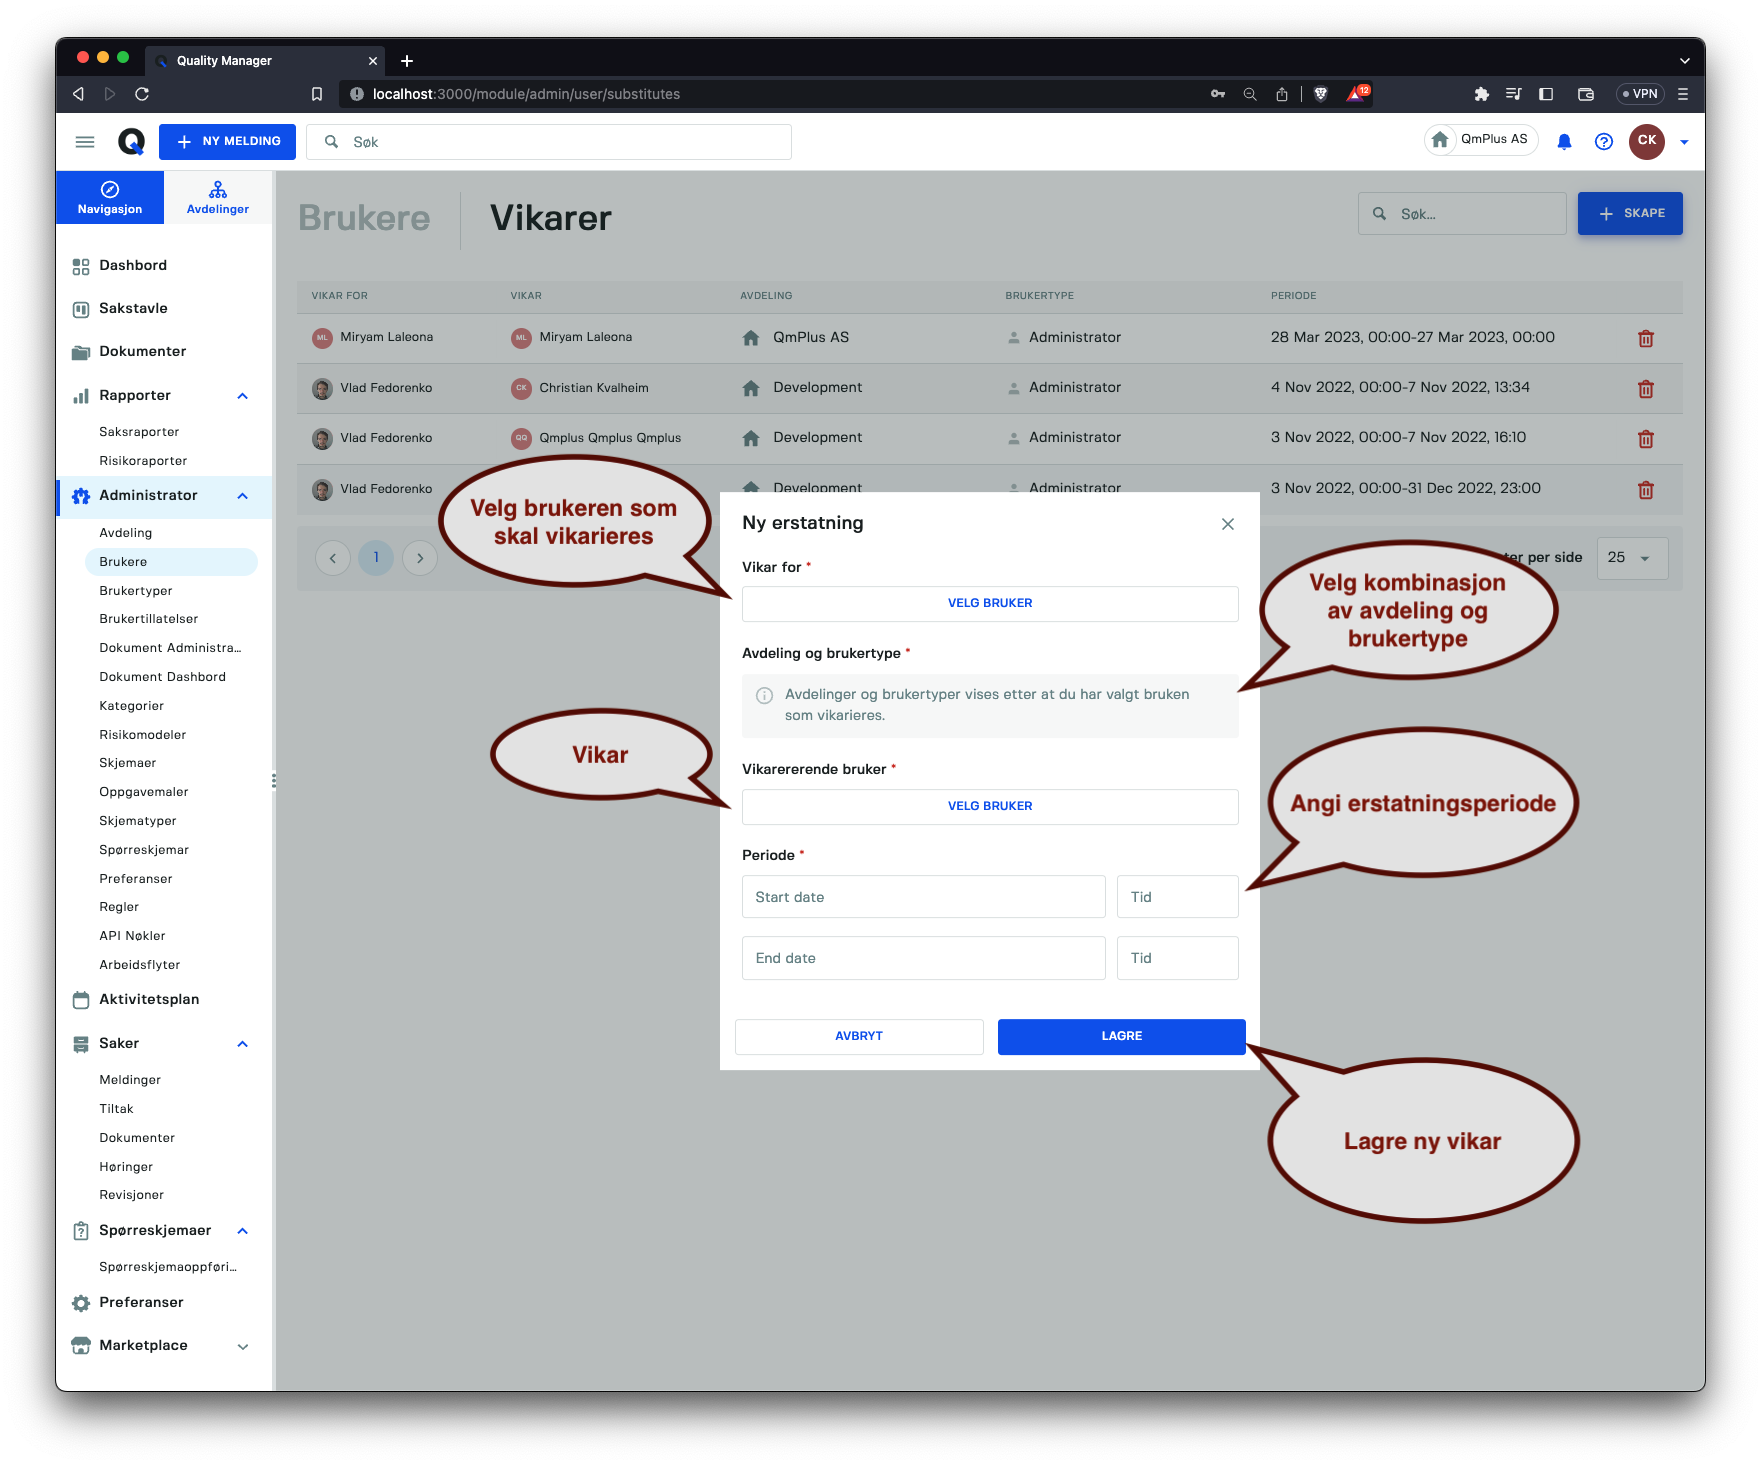 Quality Manager
localhost:3000/module/admin/user/substitutes
12
VPN
NY MELDING
Søk
QmPlus AS
CK
Navigasjon
Avdelinger
Dashbord
Sakstavle
Dokumenter
Rapporter
Saksraporter
Risikoraporter
Administrator
Avdeling
Brukere
Brukertyper
Brukertillatelser
Dokument Administra...
Dokument Dashbord
Kategorier
Risikomodeler
Skjemaer
Oppgavemaler
Skjematyper
Spørreskjemar
Preferanser
Regler
API Nøkler
Arbeidsflyter
Aktivitetsplan
Saker
Meldinger
Tiltak
Dokumenter
Høringer
Revisjoner
Spørreskjemaer
Spørreskjemaoppføri...
Preferanser
Marketplace
Brukere
Vikarer
Søk...
SKAPE
VIKAR FOR VIKAR AVDELING BRUKERTYPE PERIODE
ML Miryam Laleona ML Miryam Laleona QmPlus AS Administrator 28 Mar 2023, 00:00-27 Mar 2023, 00:00
Vlad Fedorenko CK Christian Kvalheim Development Administrator 4 Nov 2022, 00:00-7 Nov 2022, 13:34
Vlad Fedorenko QQ Qmplus Qmplus Qmplus Development Administrator 3 Nov 2022, 00:00-7 Nov 2022, 16:10
Vlad Fedorenko Development Administrator 3 Nov 2022, 00:00-31 Dec 2022, 23:00
1
per side
25
Velg brukeren som
skal vikarieres
Ny erstatning
Vikar for *
VELG BRUKER
Velg kombinasjon
av avdeling og
brukertype
Avdeling og brukertype *
Avdelinger og brukertyper vises etter at du har valgt bruken
som vikarieres.
Vikar
Vikarererende bruker *
VELG BRUKER
Angi erstatningsperiode
Periode *
Start date
Tid
End date
Tid
AVBRYT
LAGRE
Lagre ny vikar